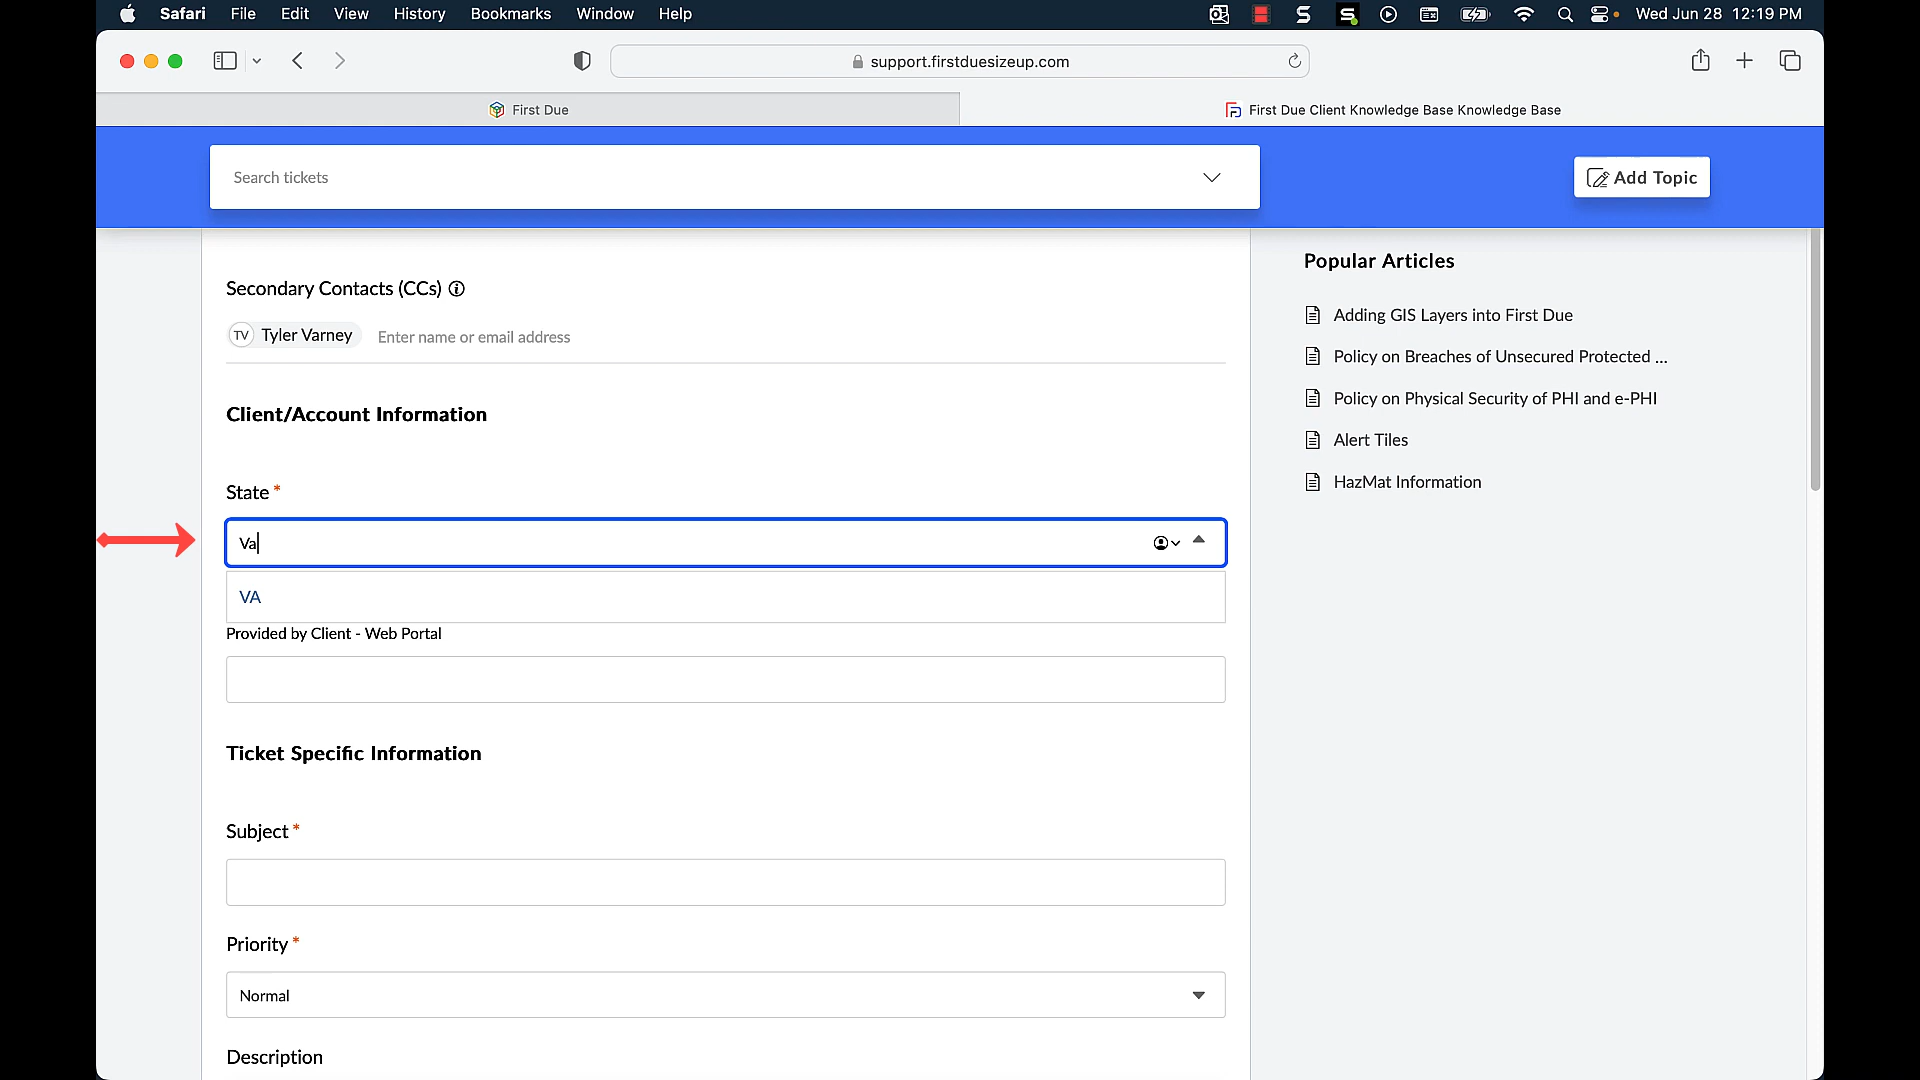 Safari File Edit View History Bookmarks Window Help Wed Jun 28 12:19 PM
support.firstduesizeup.com
First Due
First Due Client Knowledge Base Knowledge Base
Search tickets
Add Topic
Secondary Contacts (CCs)
TV Tyler Varney Enter name or email address
Client/Account Information
State *
Va
VA
Provided by Client - Web Portal
Ticket Specific Information
Subject *
Priority *
Normal
Description
Popular Articles
Adding GIS Layers into First Due
Policy on Breaches of Unsecured Protected ...
Policy on Physical Security of PHI and e-PHI
Alert Tiles
HazMat Information